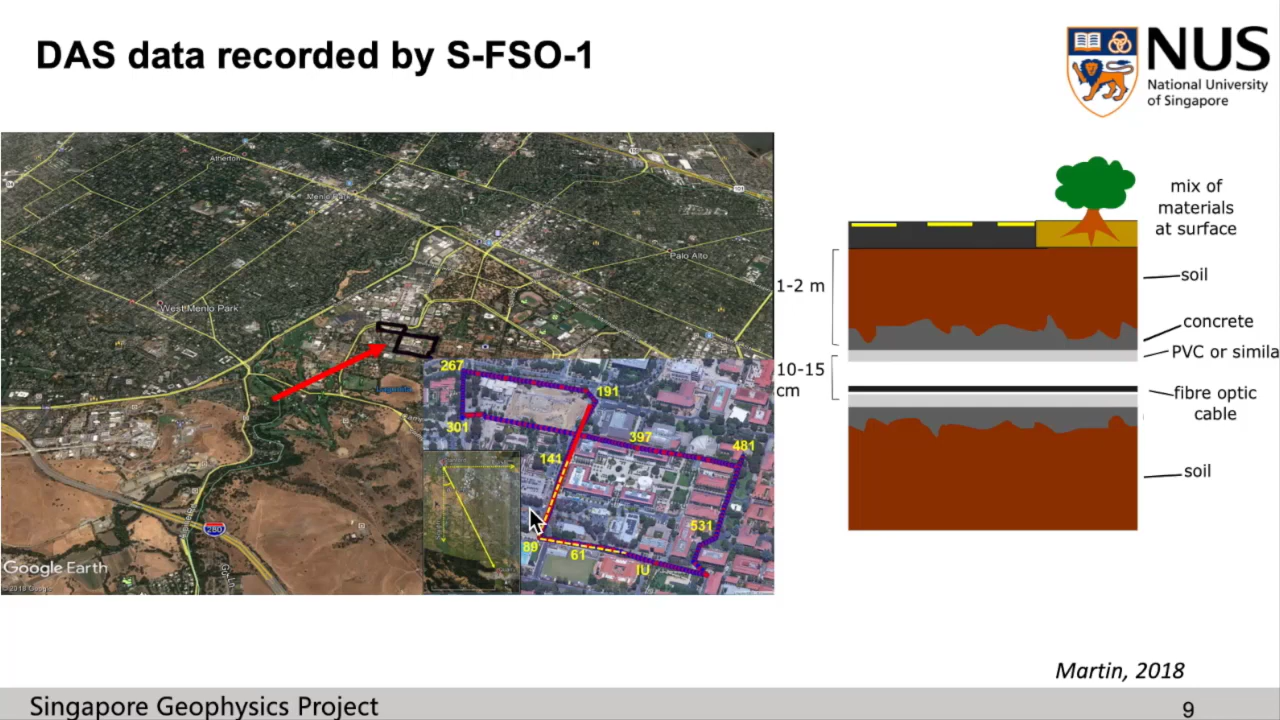 DAS data recorded by S-FSO-1
NUS
National University
of Singapore
Atherton
Menlo Park
101
Palo Alto
West Menlo Park
280
Google Earth
267
191
301
397
481
141
531
89
61
IU
mix of
materials
at surface
1-2 m
soil
concrete
PVC or simila
10-15
cm
fibre optic
cable
soil
Martin, 2018
Singapore Geophysics Project
9